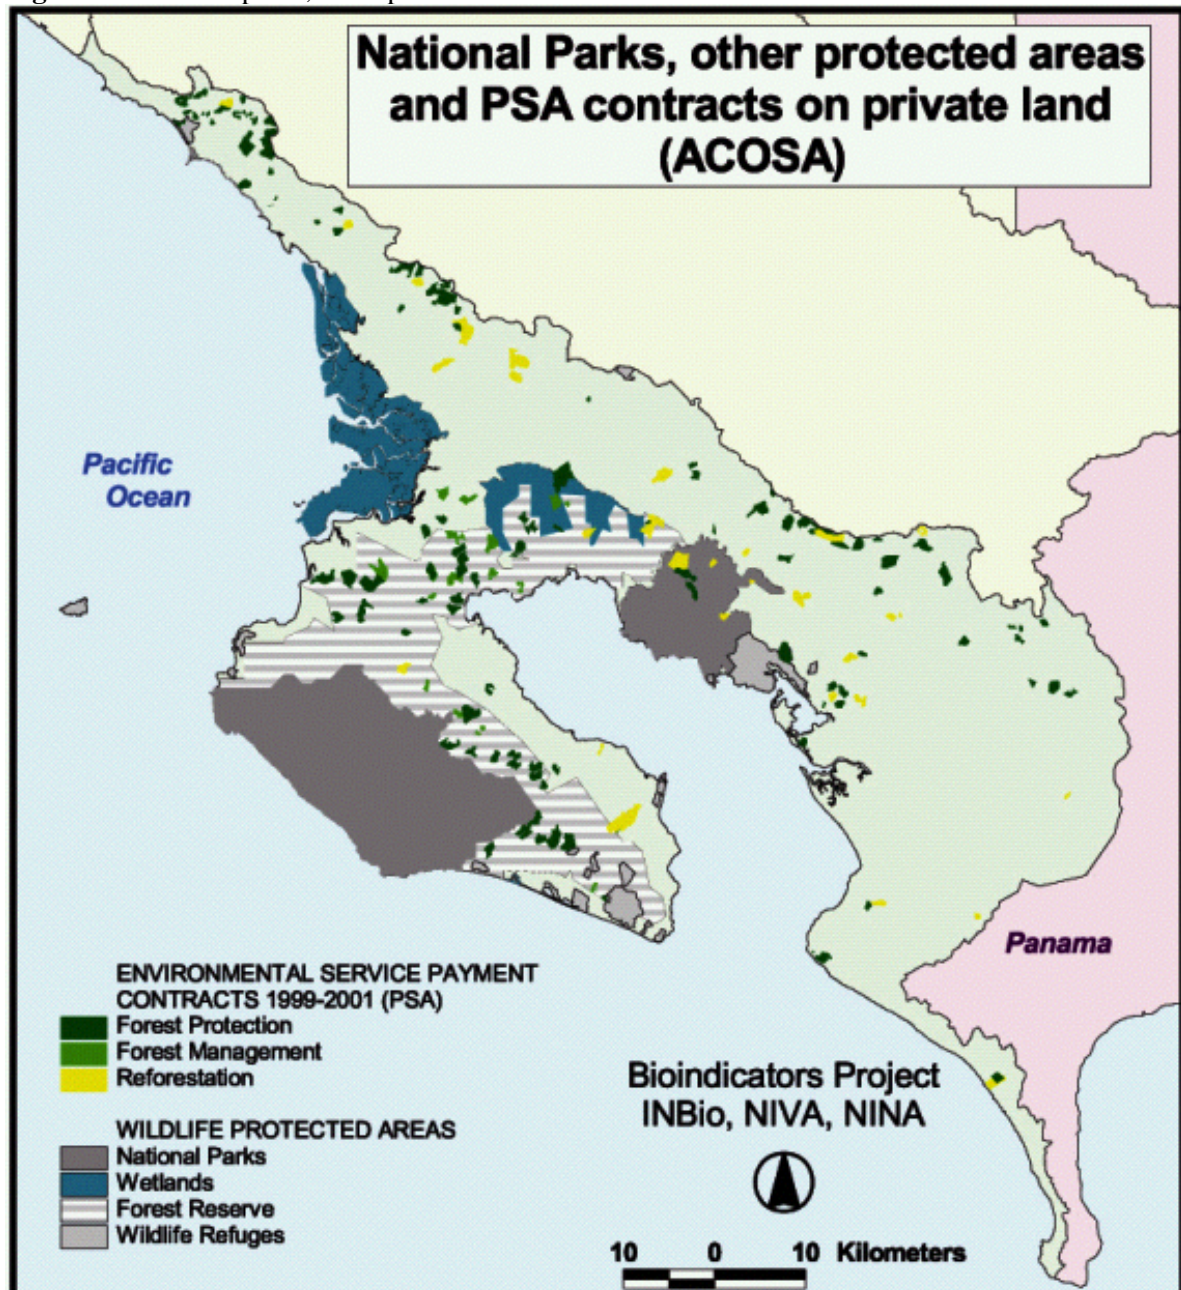 National Parks, other protected areas
and PSA contracts on private land
(ACOSA)
Pacific
Ocean
Panama
ENVIRONMENTAL SERVICE PAYMENT
CONTRACTS 1999-2001 (PSA)
Forest Protection
Forest Management
Reforestation
WILDLIFE PROTECTED AREAS
National Parks
Wetlands
Forest Reserve
Wildlife Refuges
Bioindicators Project
INBio, NIVA, NINA
10 0 10 Kilometers